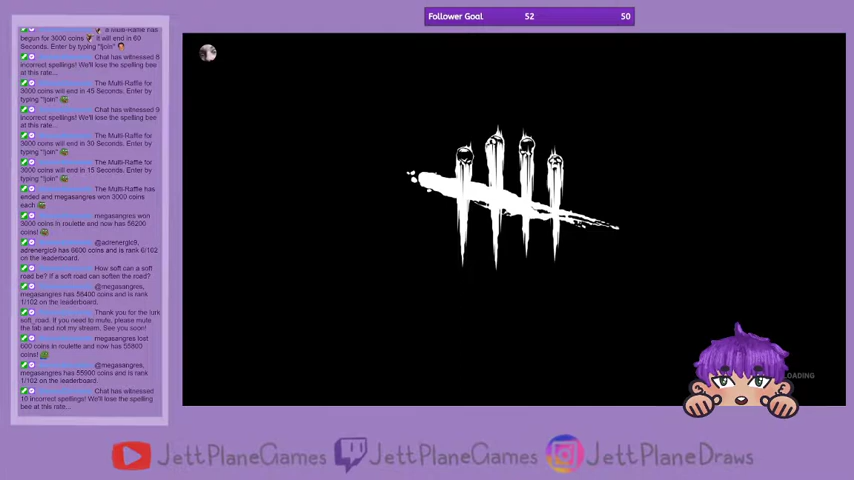 Follower Goal 52 50
a Multi-Raffle has
begun for 3000 coins it will end in 60
Seconds. Enter by typing "!join"
Chat has witnessed 8
incorrect spellings! We'll lose the spelling bee
at this rate...
The Multi-Raffle for
3000 coins will end in 45 Seconds. Enter by
typing "!join"
Chat has witnessed 9
incorrect spellings! We'll lose the spelling
bee at this rate...
The Multi-Raffle for
3000 coins will end in 30 Seconds. Enter by
typing "!join"
The Multi-Raffle for
3000 coins will end in 15 Seconds. Enter by
typing "!join"
The Multi-Raffle has
ended and megasangres won 3000 coins
each
megasangres won
3000 coins in roulette and now has 56200
coins!
@adrenergic9,
adrenergic9 has 6600 coins and is rank 6/102
on the leaderboard.
How soft can a soft
road be? If a soft road can soften the road?
@megasangres,
megasangres has 56400 coins and is rank
1/102 on the leaderboard.
Thank you for the lurk
soft_road. If you need to mute, please mute
the tab and not my stream. See you soon!
megasangres lost
600 coins in roulette and now has 55800
coins!
@megasangres,
megasangres has 55900 coins and is rank
1/102 on the leaderboard.
Chat has witnessed
10 incorrect spellings! We'll lose the spelling
bee at this rate...
LOADING
JettPlaneGames JettPlaneGames JettPlaneDraws